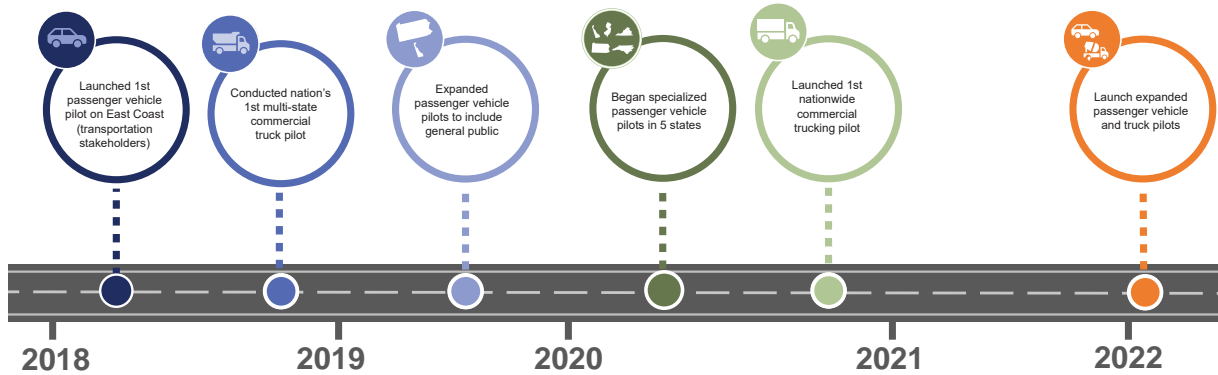 Launched 1st
passenger vehicle
pilot on East Coast
(transportation
stakeholders)
Conducted nation's
1st multi-state
commercial
truck pilot
Expanded
passenger vehicle
pilots to include
general public
Began specialized
passenger vehicle
pilots in 5 states
Launched 1st
nationwide
commercial
trucking pilot
Launch expanded
passenger vehicle
and truck pilots
2018
2019
2020
2021
2022